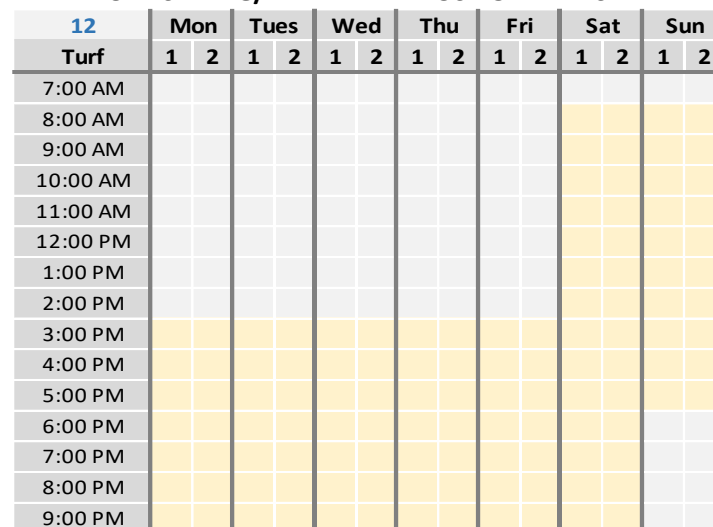 12 Mon Tues Wed Thu Fri Sat Sun
Turf 1 2 1 2 1 2 1 2 1 2 1 2 1 2
7:00 AM
8:00 AM
9:00 AM
10:00 AM
11:00 AM
12:00 PM
1:00 PM
2:00 PM
3:00 PM
4:00 PM
5:00 PM
6:00 PM
7:00 PM
8:00 PM
9:00 PM